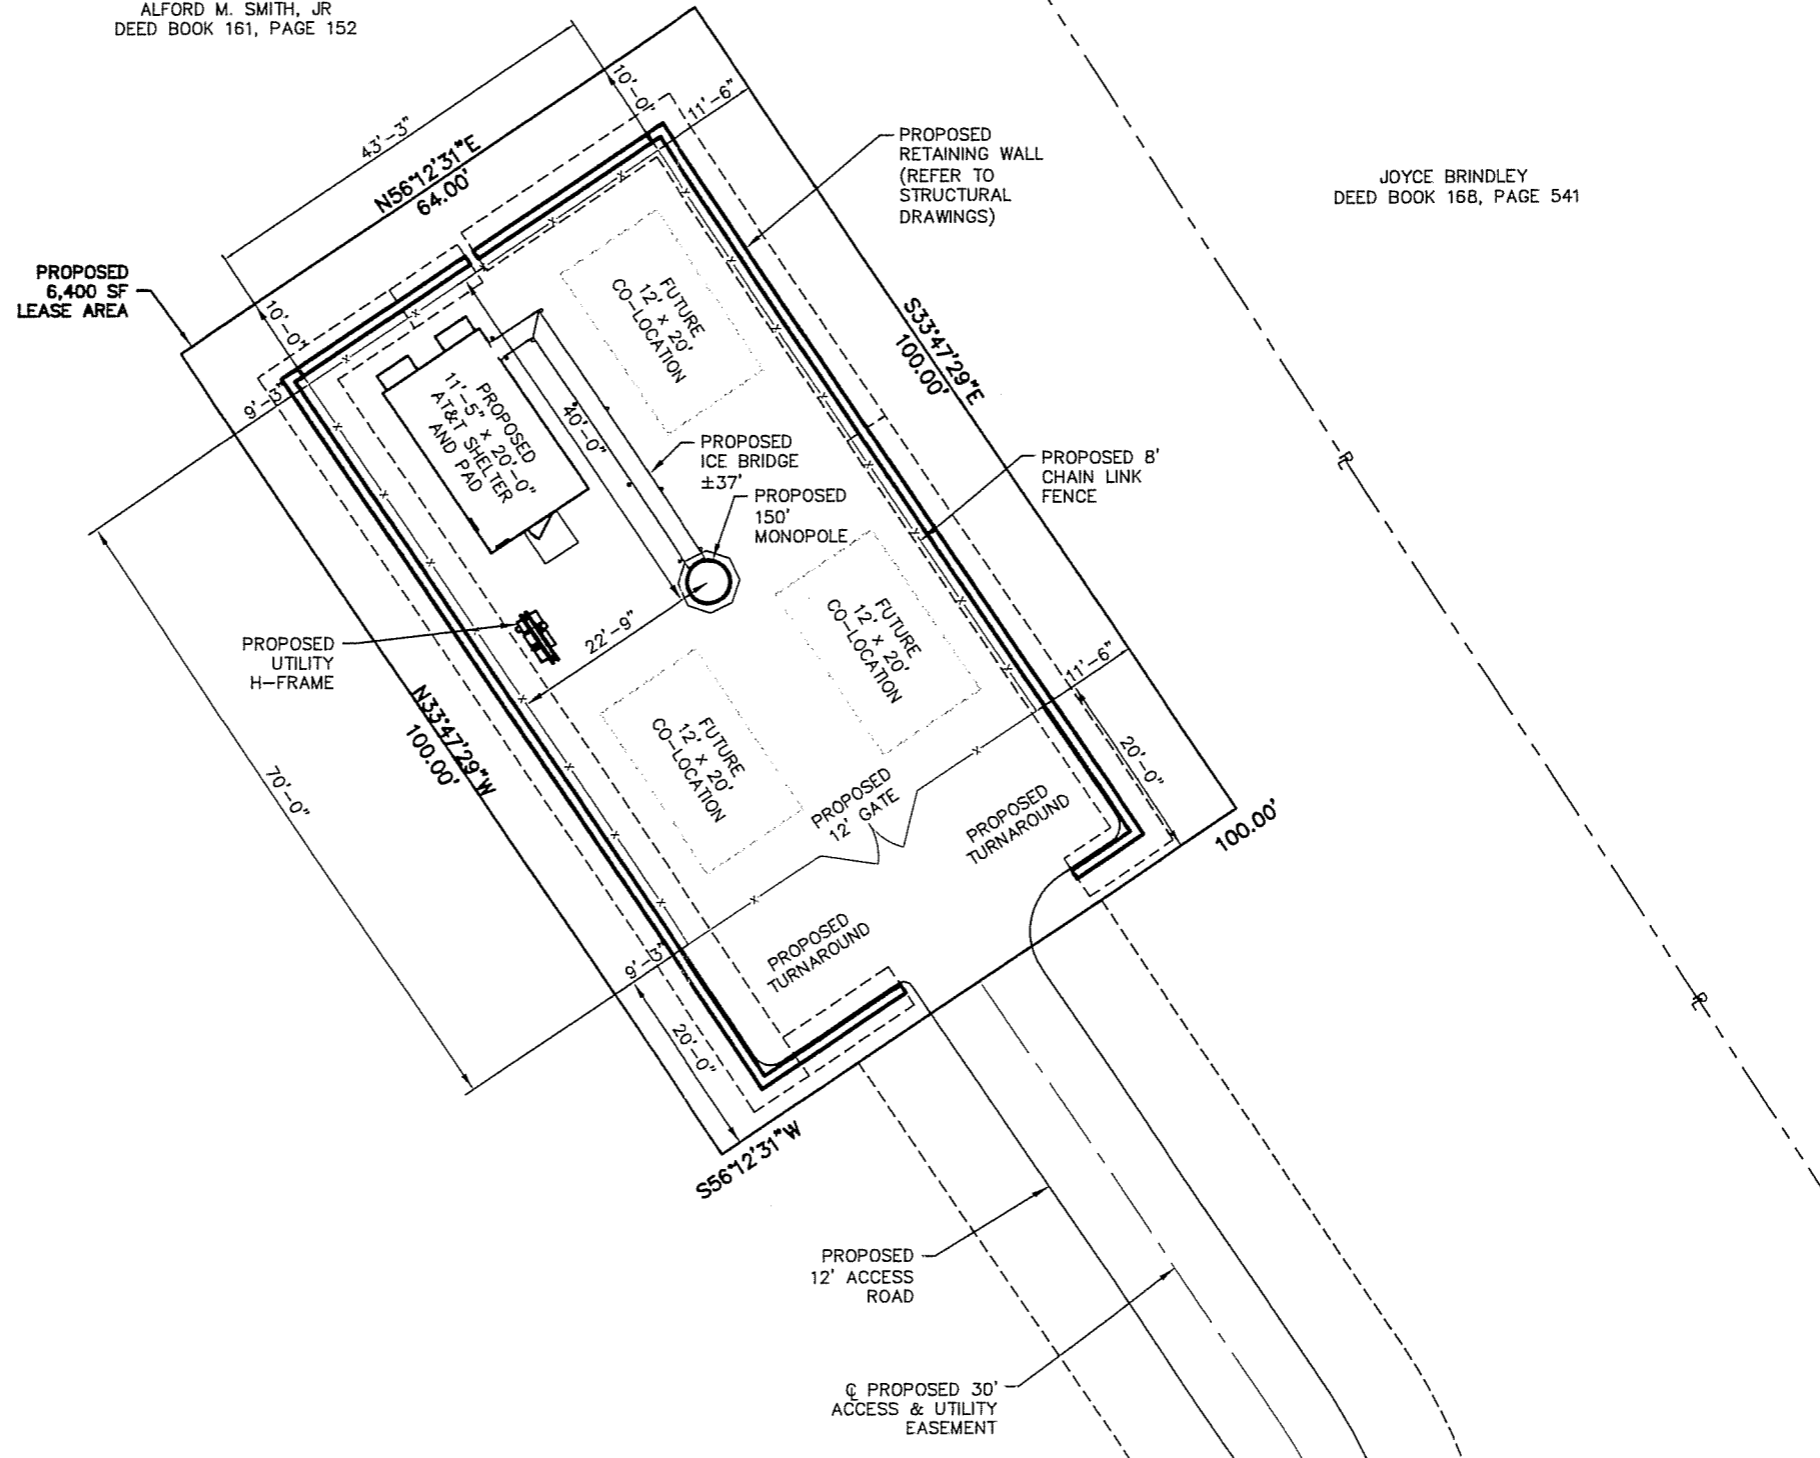 ALFORD M. SMITH, JR
DEED BOOK 161, PAGE 152
43'-3"
10'-0"
11'-6"
N56°12'31"E
64.00'
PROPOSED
RETAINING WALL
(REFER TO
STRUCTURAL
DRAWINGS)
JOYCE BRINDLEY
DEED BOOK 168, PAGE 541
PROPOSED
6,400 SF
LEASE AREA
10'-0"
9'-3"
FUTURE
12' x 20'
CO-LOCATION
S33°47'29"E
100.00'
PROPOSED
11'-5" x 20'-0"
AT&T SHELTER
AND PAD
40'-0"
PROPOSED
ICE BRIDGE
±37'
PROPOSED
150'
MONOPOLE
PROPOSED 8'
CHAIN LINK
FENCE
PROPOSED
UTILITY
H-FRAME
22'-9"
FUTURE
12' x 20'
CO-LOCATION
11'-6"
N33°47'29"W
100.00'
70'-0"
FUTURE
12' x 20'
CO-LOCATION
PROPOSED
12' GATE
PROPOSED
TURNAROUND
20'-0"
100.00'
9'-3"
PROPOSED
TURNAROUND
20'-0"
S56°12'31"W
PROPOSED
12' ACCESS
ROAD
℄ PROPOSED 30'
ACCESS & UTILITY
EASEMENT